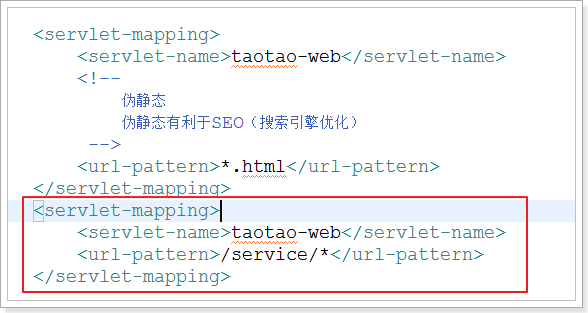 <servlet-mapping>
<servlet-name>taotao-web</servlet-name>
<!--
伪静态
伪静态有利于SEO（搜索引擎优化）
-->
<url-pattern>*.html</url-pattern>
</servlet-mapping>
<servlet-mapping>
<servlet-name>taotao-web</servlet-name>
<url-pattern>/service/*</url-pattern>
</servlet-mapping>